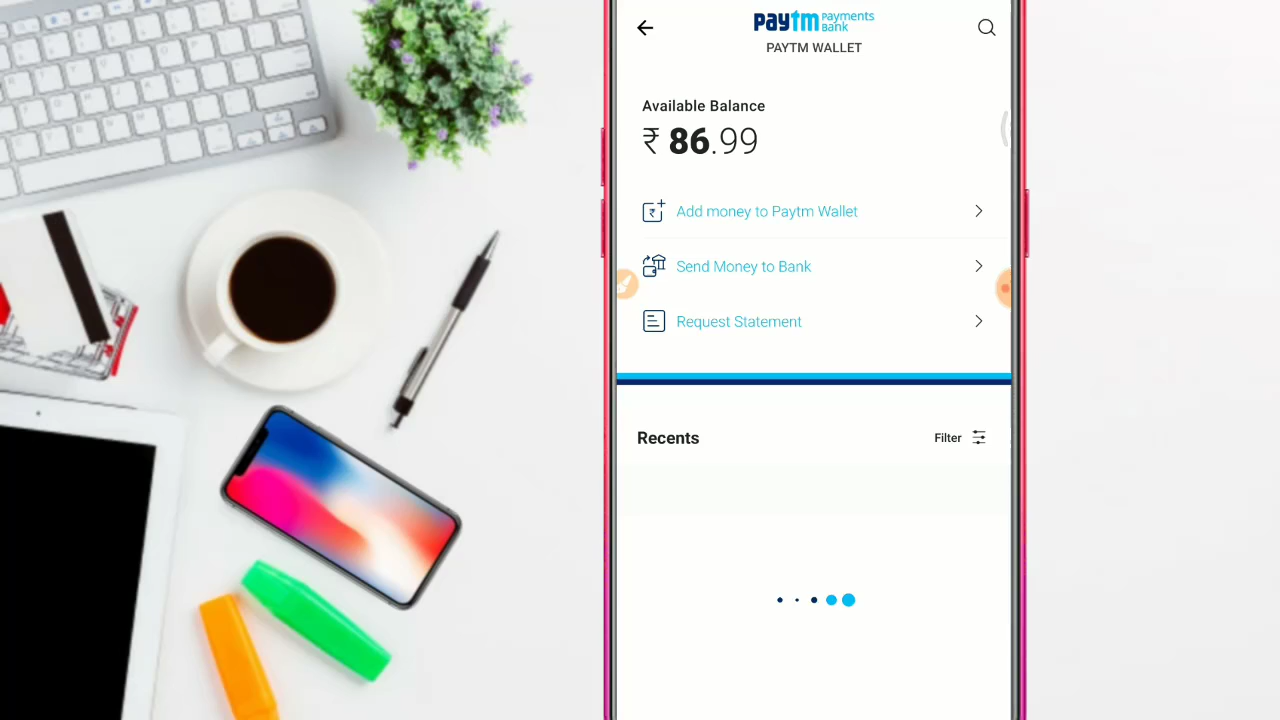 paytm Payments Bank
PAYTM WALLET
Available Balance
₹ 86.99
Add money to Paytm Wallet
Send Money to Bank
Request Statement
Recents
Filter